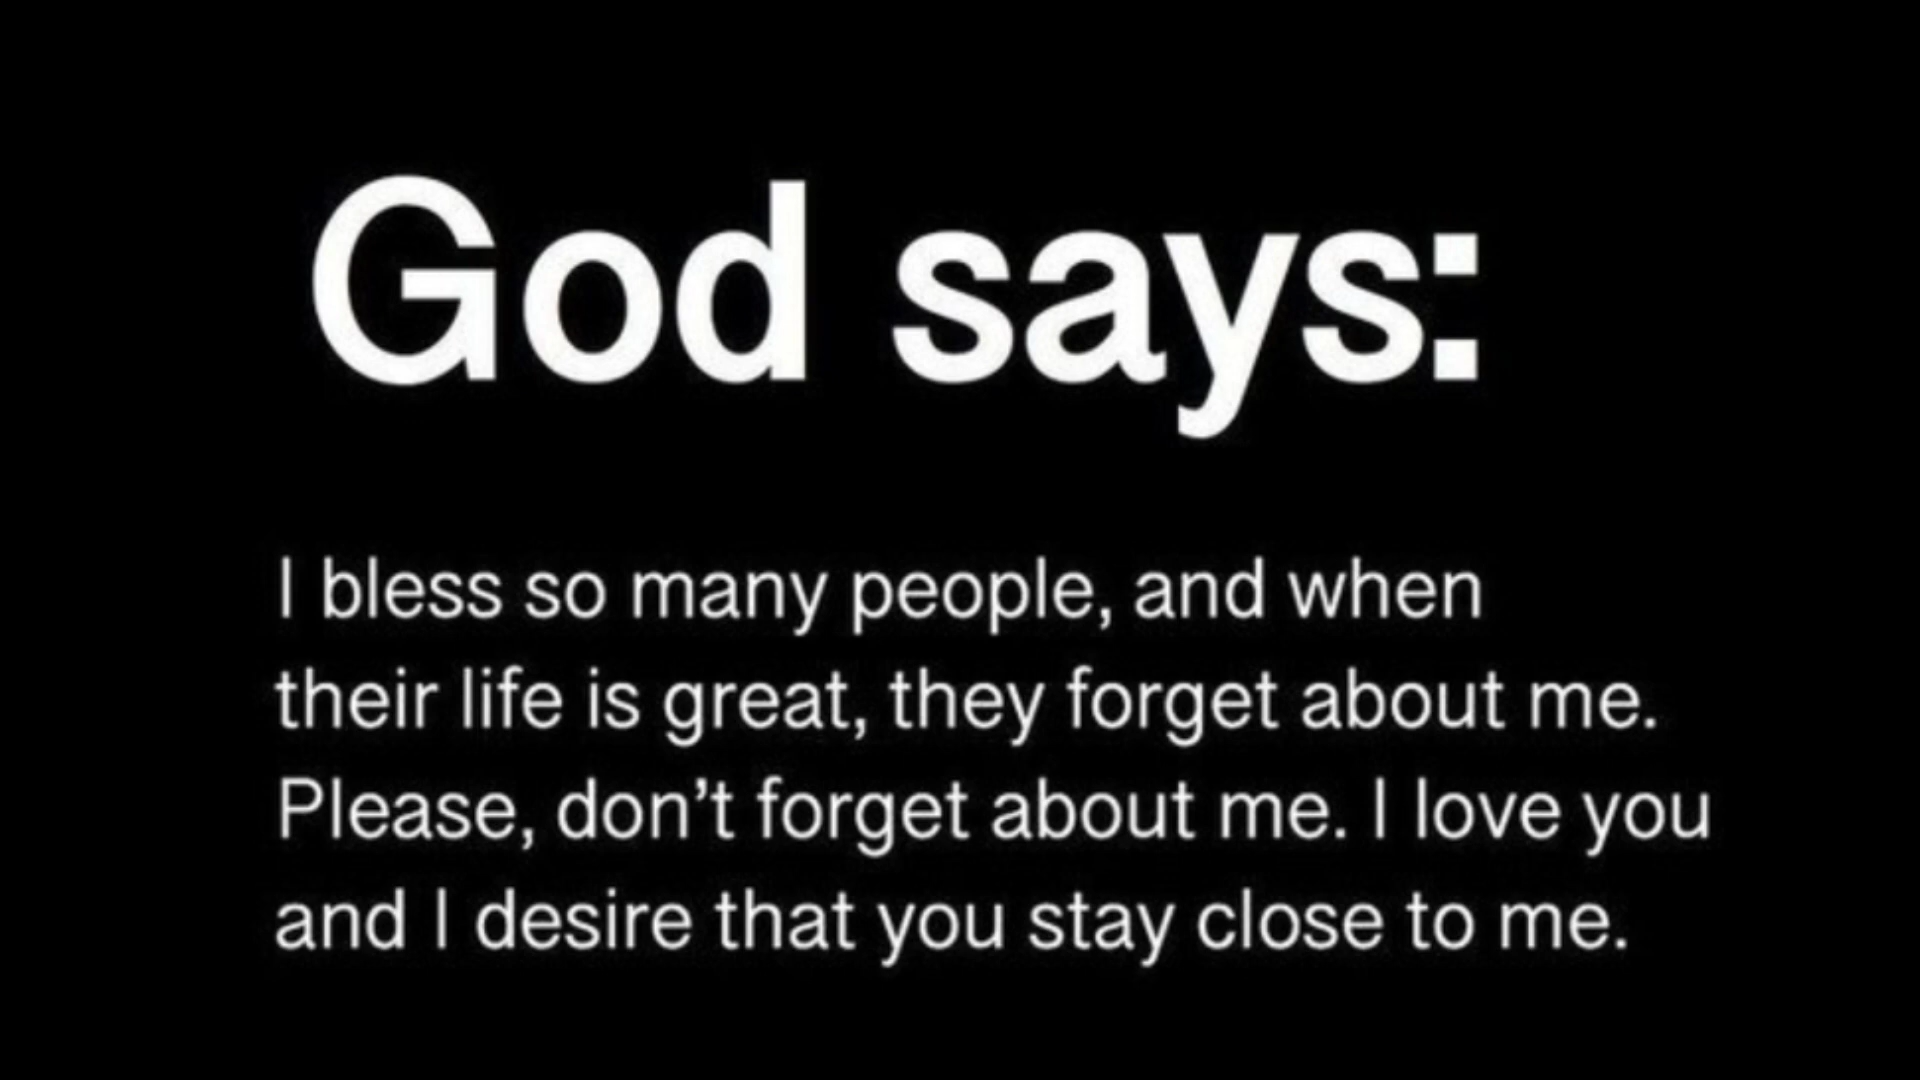 God says:
I bless so many people, and when
their life is great, they forget about me.
Please, don’t forget about me. I love you
and I desire that you stay close to me.